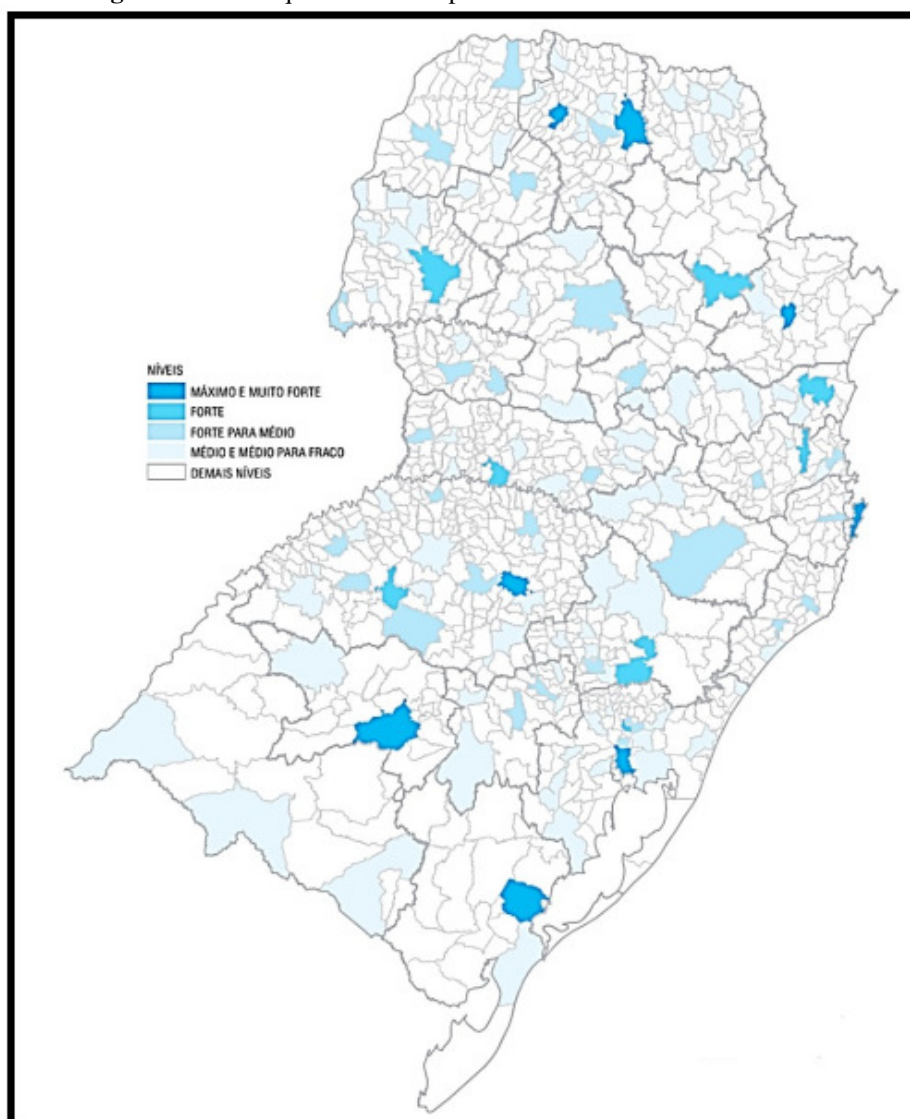 NÍVEIS
MÁXIMO E MUITO FORTE
FORTE
FORTE PARA MÉDIO
MÉDIO E MÉDIO PARA FRACO
DEMAIS NÍVEIS